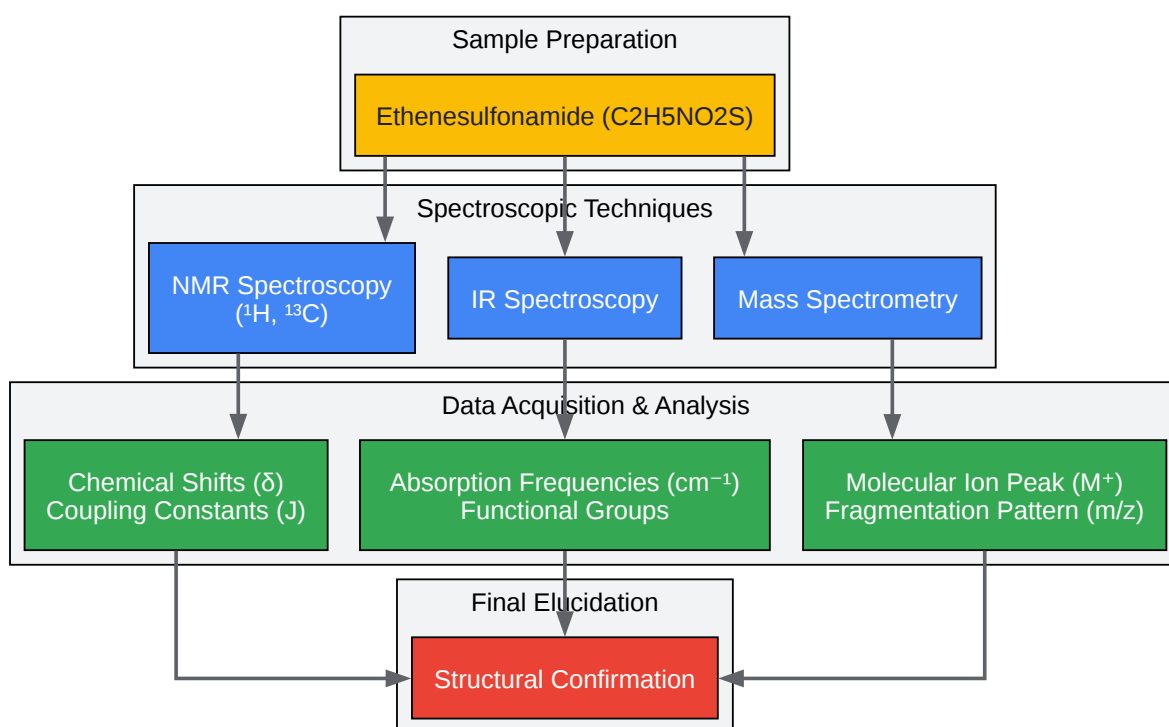 Sample Preparation
Ethenesulfonamide (C2H5NO2S)
Spectroscopic Techniques
NMR Spectroscopy
(¹H, ¹³C)
IR Spectroscopy
Mass Spectrometry
Data Acquisition & Analysis
Chemical Shifts (δ)
Coupling Constants (J)
Absorption Frequencies (cm⁻¹)
Functional Groups
Molecular Ion Peak (M⁺)
Fragmentation Pattern (m/z)
Final Elucidation
Structural Confirmation